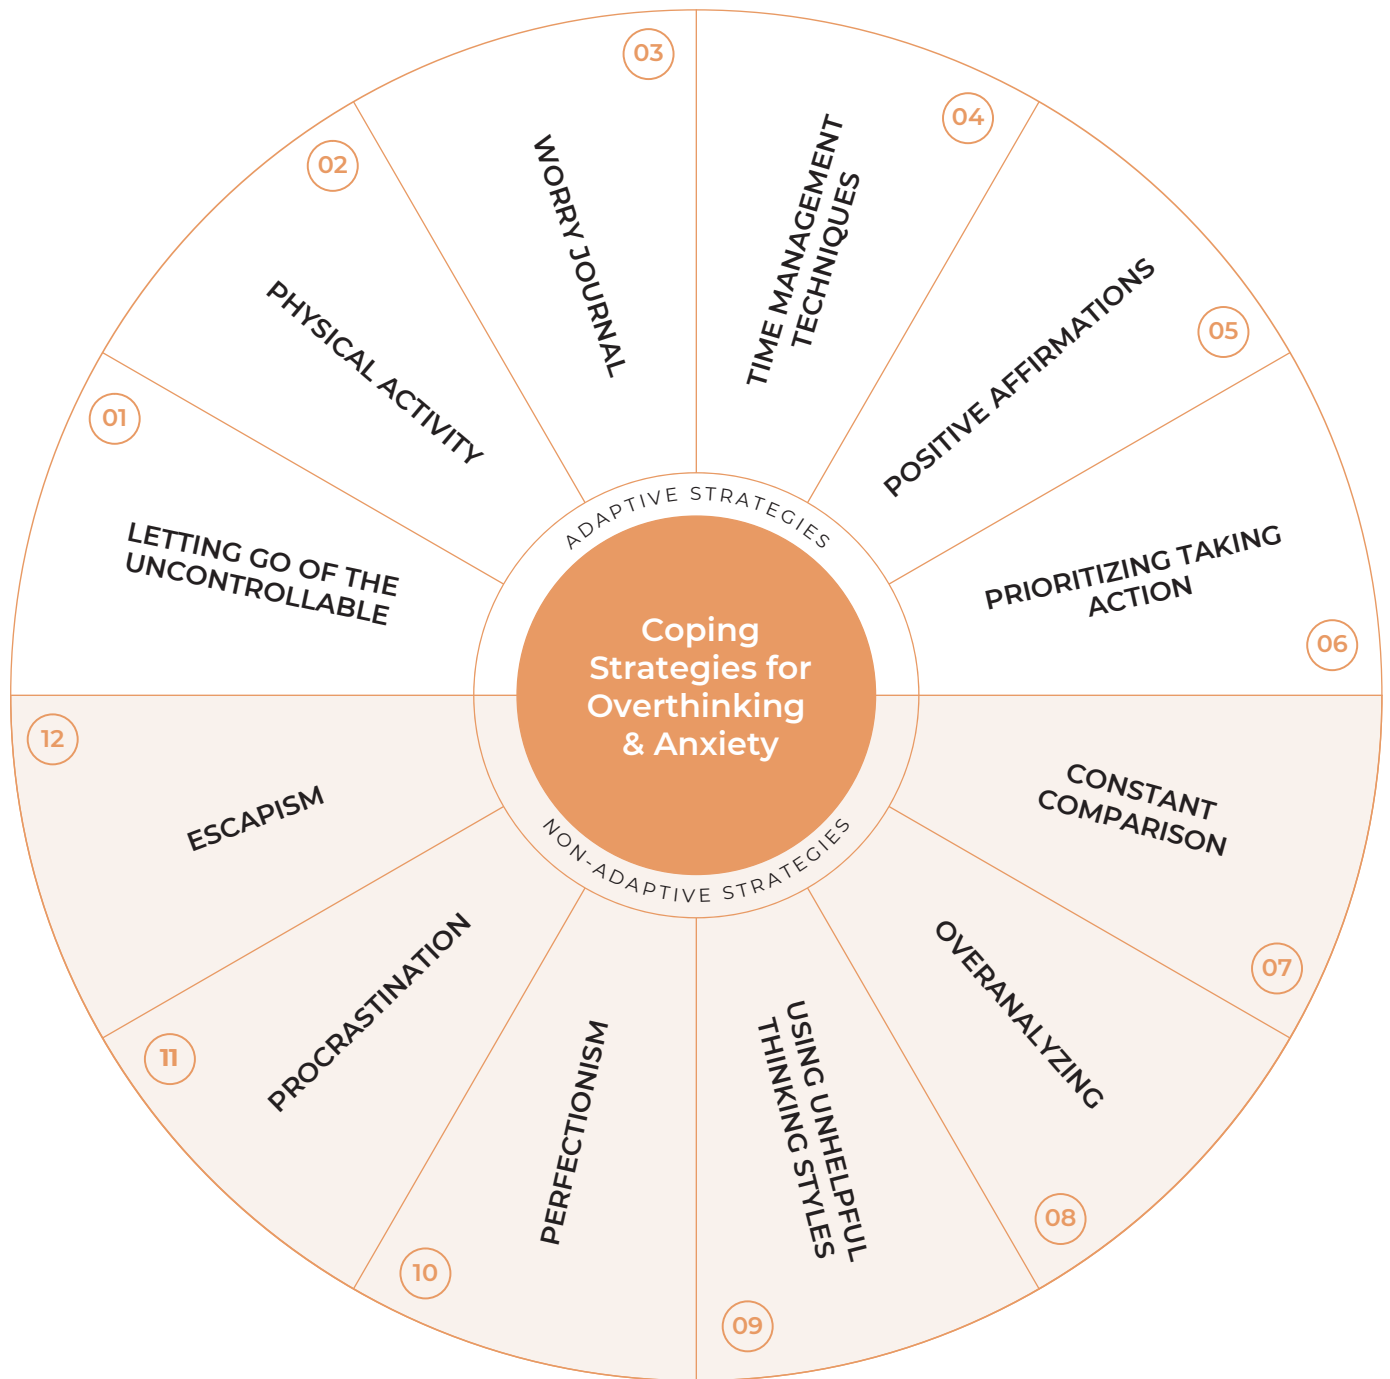 Coping
Strategies for
Overthinking
& Anxiety
ADAPTIVE STRATEGIES
01
LETTING GO OF THE
UNCONTROLLABLE
02
PHYSICAL ACTIVITY
03
WORRY JOURNAL
04
TIME MANAGEMENT
TECHNIQUES
05
POSITIVE AFFIRMATIONS
06
PRIORITIZING TAKING
ACTION
NON-ADAPTIVE STRATEGIES
07
CONSTANT
COMPARISON
08
OVERANALYZING
09
USING UNHELPFUL
THINKING STYLES
10
PERFECTIONISM
11
PROCRASTINATION
12
ESCAPISM